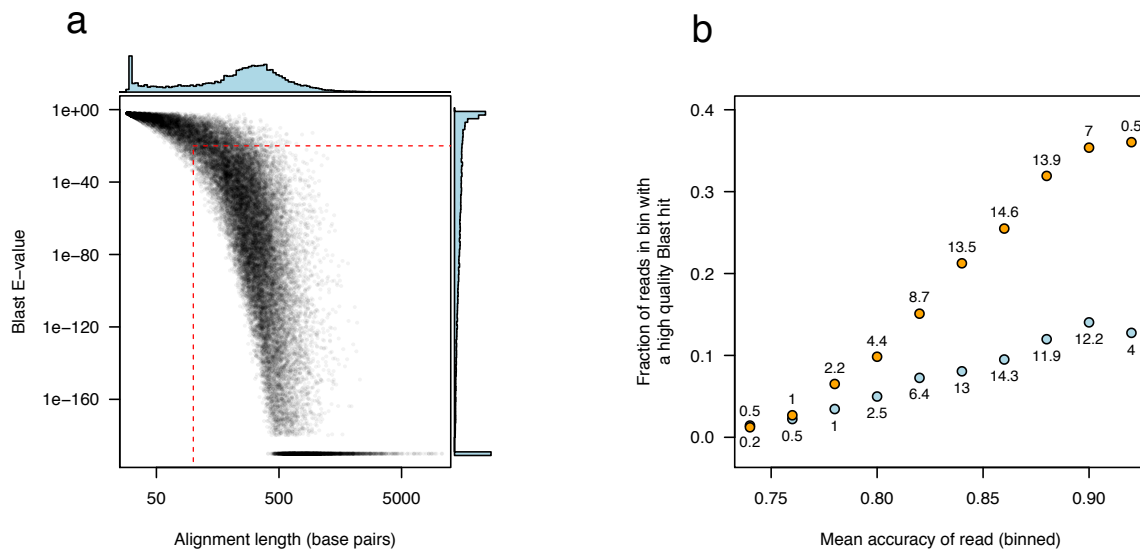 a
1e+00
1e−40
1e−80
1e−120
1e−160
Blast E−value
50
500
5000
Alignment length (base pairs)
b
0.4
0.3
0.2
0.1
0.0
Fraction of reads in bin with
a high quality Blast hit
0.5
1
2.2
4.4
8.7
13.5
14.6
13.9
7
0.5
0.2
0.5
1
2.5
6.4
13
14.3
11.9
12.2
4
0.75
0.80
0.85
0.90
Mean accuracy of read (binned)